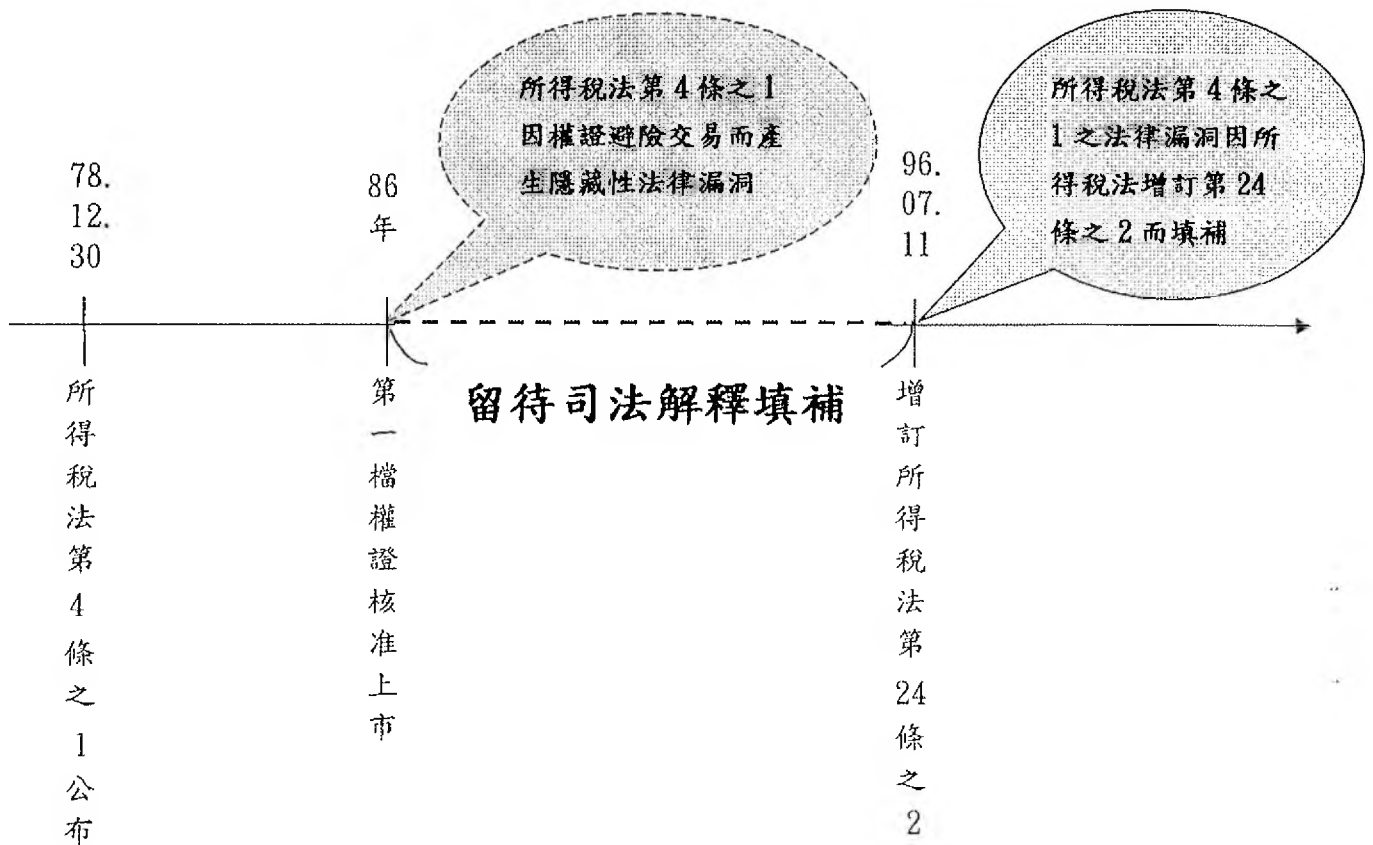 所得稅法第4條之1
因權證避險交易而產
生隱藏性法律漏洞
所得稅法第4條之
1之法律漏洞因所
得稅法增訂第24
條之2而填補
78.
12.
30
86
年
96.
07.
11
所得稅法第4條之1公布
第一檔權證核准上市
留待司法解釋填補
增訂所得稅法第24條之2